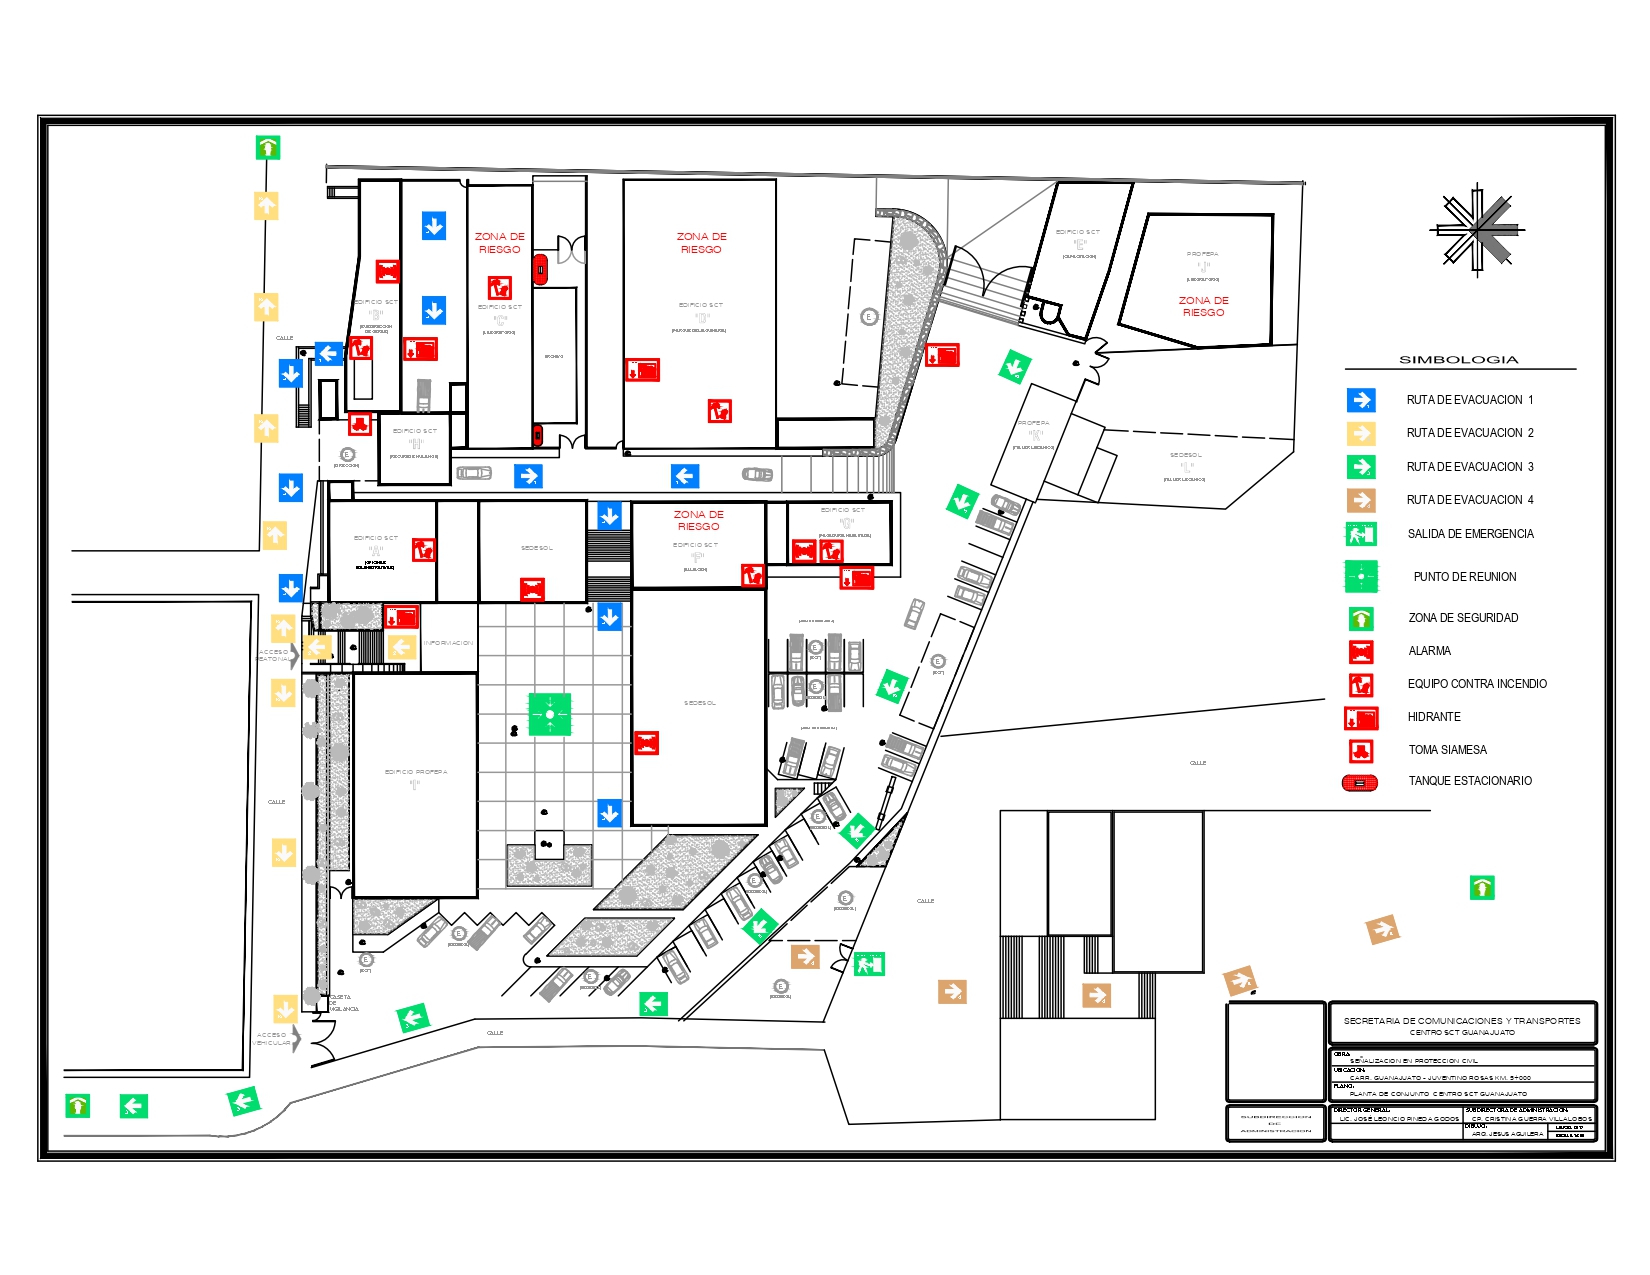 ZONA DE
RIESGO
ZONA DE
RIESGO
EDIFICIO SCT
"E"
PROFEPA
"J"
ZONA DE
RIESGO
EDIFICIO SCT
"B"
EDIFICIO SCT
"C"
EDIFICIO SCT
"D"
E
CALLE
SIMBOLOGIA
RUTA DE EVACUACION 1
RUTA DE EVACUACION 2
RUTA DE EVACUACION 3
RUTA DE EVACUACION 4
SALIDA DE EMERGENCIA
PUNTO DE REUNION
ZONA DE SEGURIDAD
ALARMA
EQUIPO CONTRA INCENDIO
HIDRANTE
TOMA SIAMESA
TANQUE ESTACIONARIO
EDIFICIO SCT
"H"
E
PROFEPA
"K"
SEDESOL
"L"
EDIFICIO SCT
"A"
SEDESOL
ZONA DE
RIESGO
EDIFICIO SCT
"F"
EDIFICIO SCT
"G"
INFORMACION
ACCESO
PEATONAL
E
E
E
SEDESOL
EDIFICIO PROFEPA
"I"
CALLE
CALLE
E
E
E
CALLE
E
E
E
E
CASETA
DE
VIGILANCIA
ACCESO
VEHICULAR
CALLE
SECRETARIA DE COMUNICACIONES Y TRANSPORTES
CENTRO SCT GUANAJUATO
OBRA:
SEÑALIZACION EN PROTECCION CIVIL
UBICACION:
CARR. GUANAJUATO - JUVENTINO ROSAS KM. 5+000
PLANO:
PLANTA DE CONJUNTO CENTRO SCT GUANAJUATO
SUBDIRECCION
DE
ADMINISTRACION
DIRECTOR GENERAL:
LIC. JOSÉ LEONCIO PINEDA GODOS
SUBDIRECTORA DE ADMINISTRACION:
CP. CRISTINA GUERRA VILLALOBOS
DIBUJO:
ARQ. JESUS AGUILERA